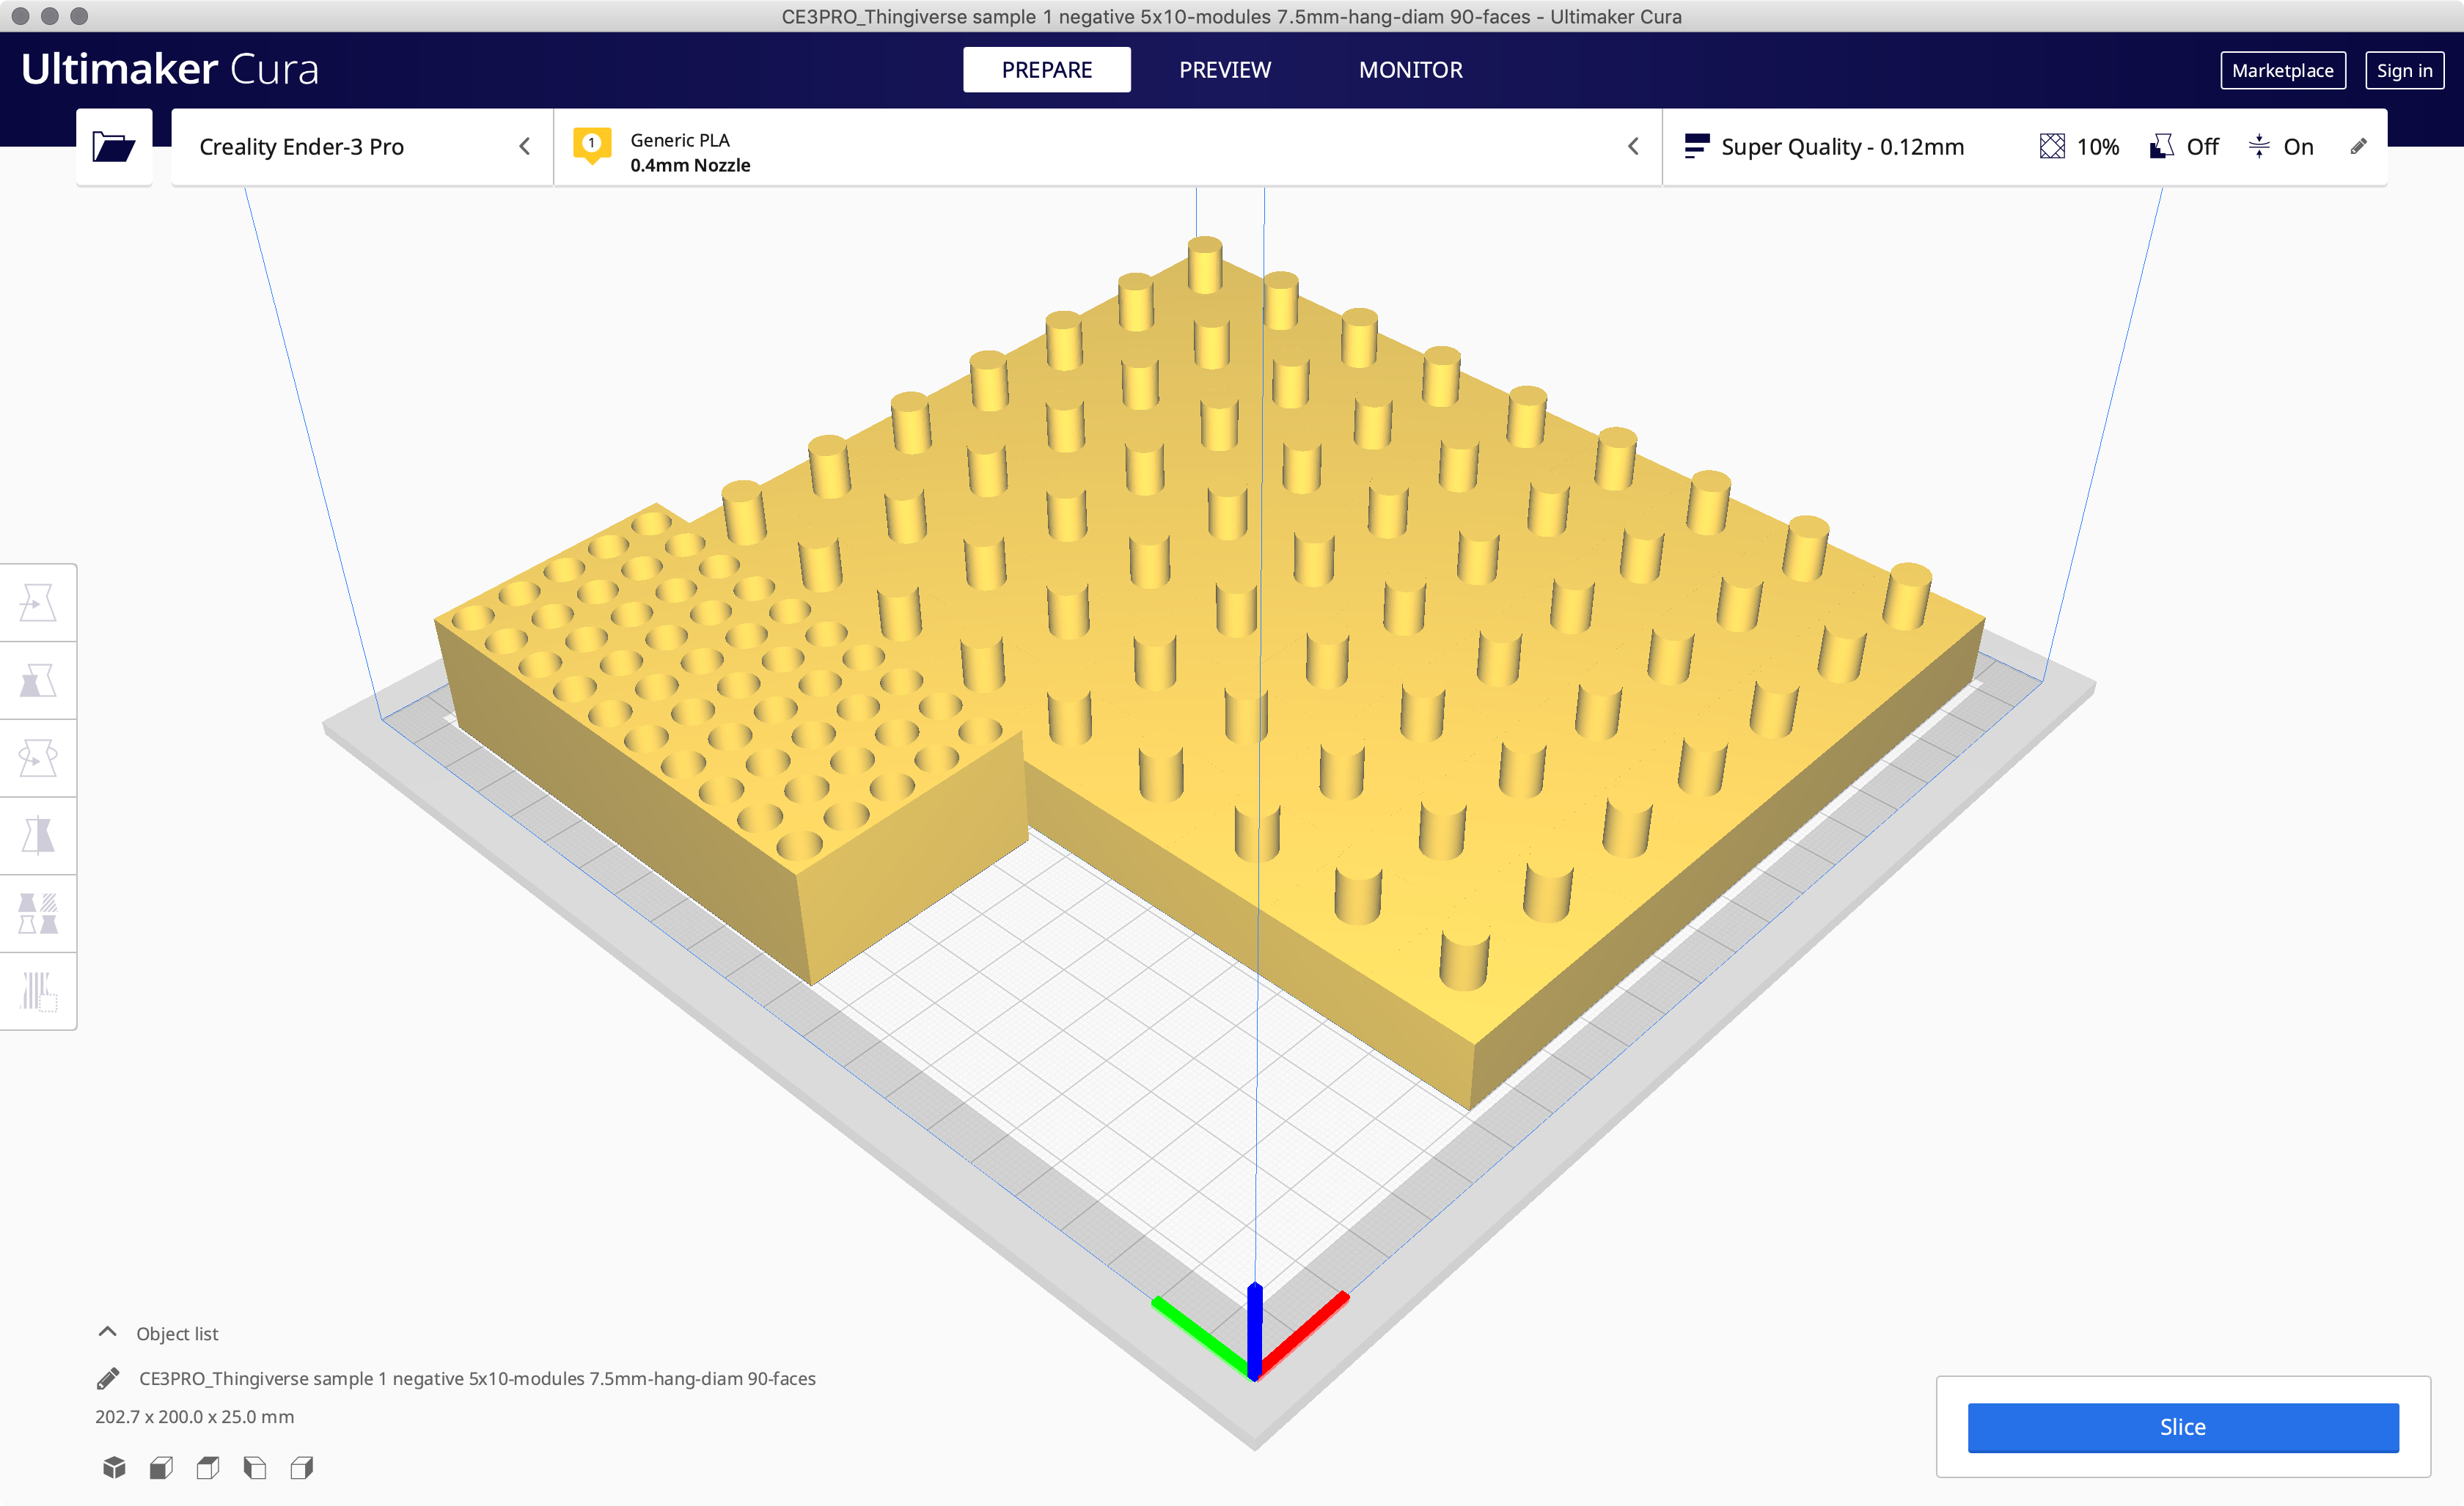 CE3PRO_Thingiverse sample 1 negative 5x10-modules 7.5mm-hang-diam 90-faces - Ultimaker Cura
Ultimaker Cura
PREPARE
PREVIEW
MONITOR
Marketplace
Sign in
Creality Ender-3 Pro
1
Generic PLA
0.4mm Nozzle
Super Quality - 0.12mm
10%
Off
On
Object list
CE3PRO_Thingiverse sample 1 negative 5x10-modules 7.5mm-hang-diam 90-faces
202.7 x 200.0 x 25.0 mm
Slice